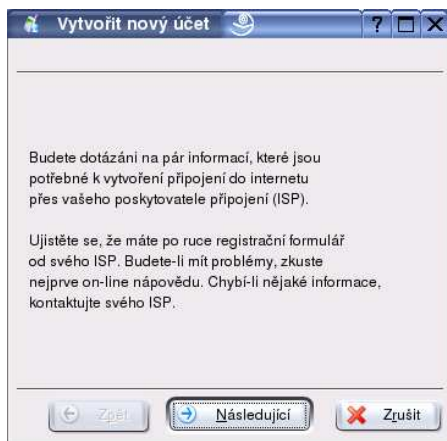 Vytvořit nový účet
?
Budete dotázáni na pár informací, které jsou
potřebné k vytvoření připojení do internetu
přes vašeho poskytovatele připojení (ISP).
Ujistěte se, že máte po ruce registrační formulář
od svého ISP. Budete-li mít problémy, zkuste
nejprve on-line nápovědu. Chybí-li nějaké informace,
kontaktujte svého ISP.
Zpět
Následující
Zrušit